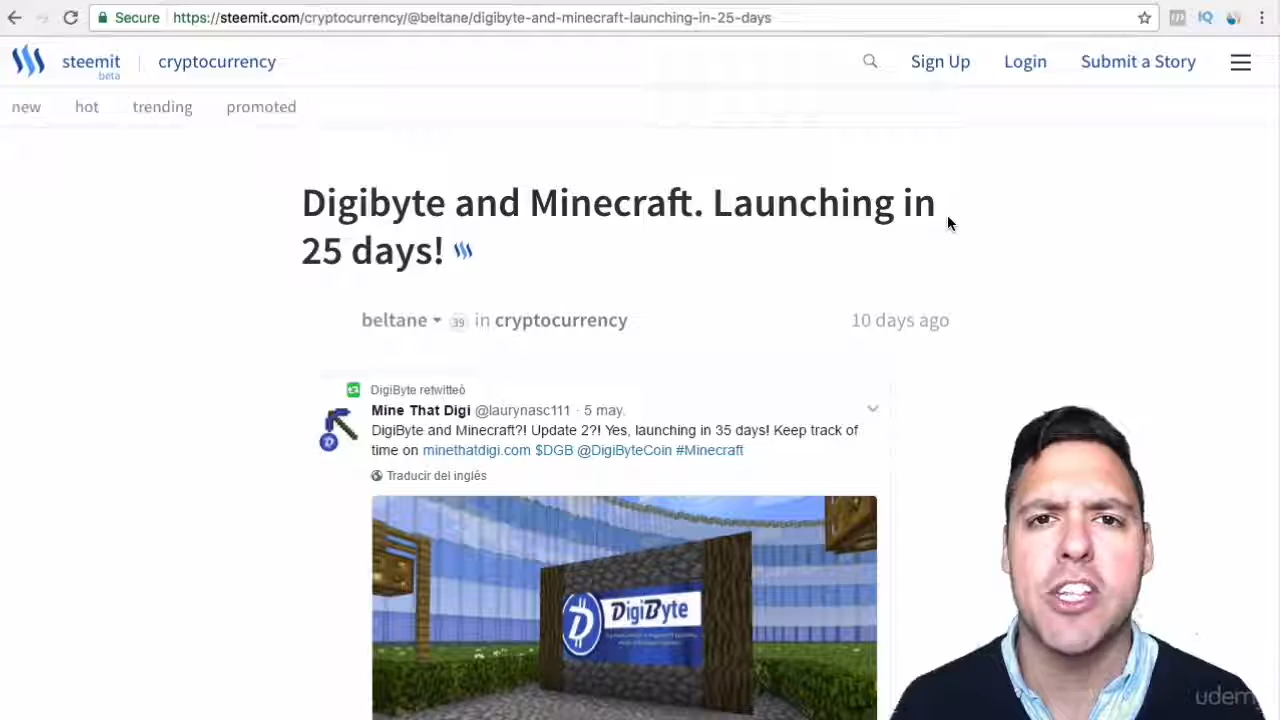 Secure https://steemit.com/cryptocurrency/@beltane/digibyte-and-minecraft-launching-in-25-days
steemit beta cryptocurrency Sign Up Login Submit a Story
new hot trending promoted
Digibyte and Minecraft. Launching in
25 days!
beltane 39 in cryptocurrency 10 days ago
DigiByte retwitteó
Mine That Digi @laurynasc111 · 5 may.
DigiByte and Minecraft?! Update 2?! Yes, launching in 35 days! Keep track of
time on minethatdigi.com $DGB @DigiByteCoin #Minecraft
Traducir del inglés
DigiByte
udemy